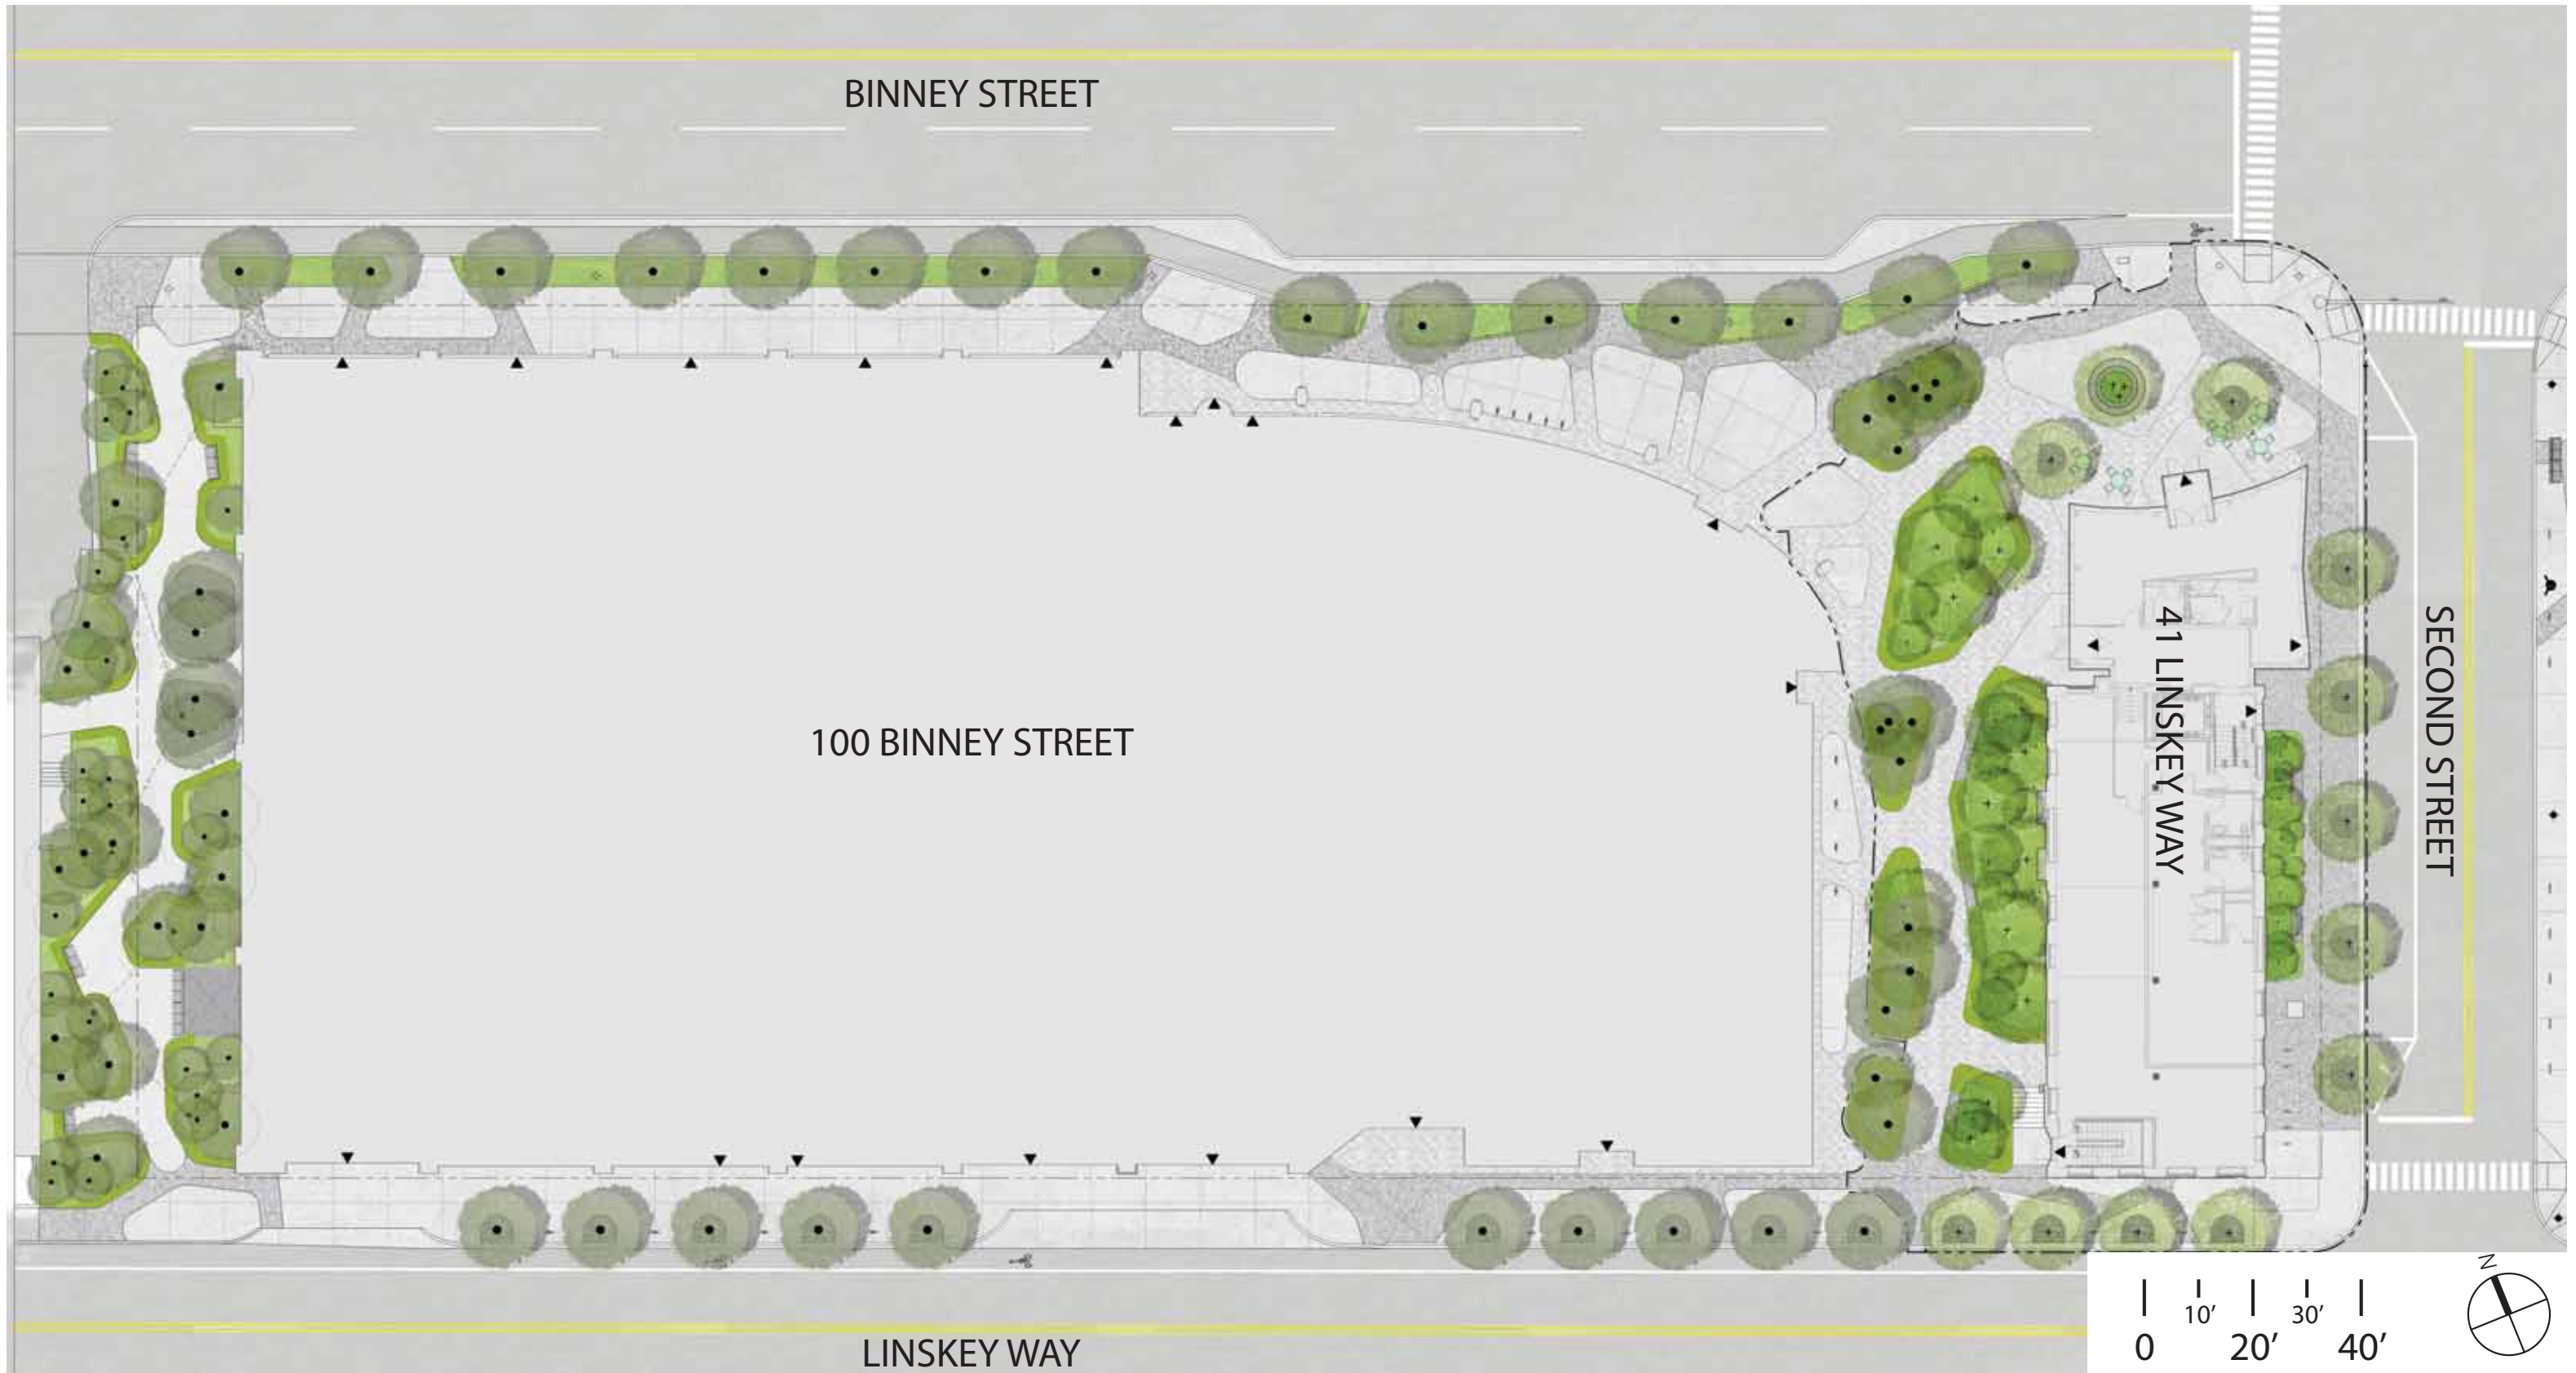 BINNEY STREET
100 BINNEY STREET
41 LINSKEY WAY
SECOND STREET
LINSKEY WAY
10' 30'
0 20' 40'
N